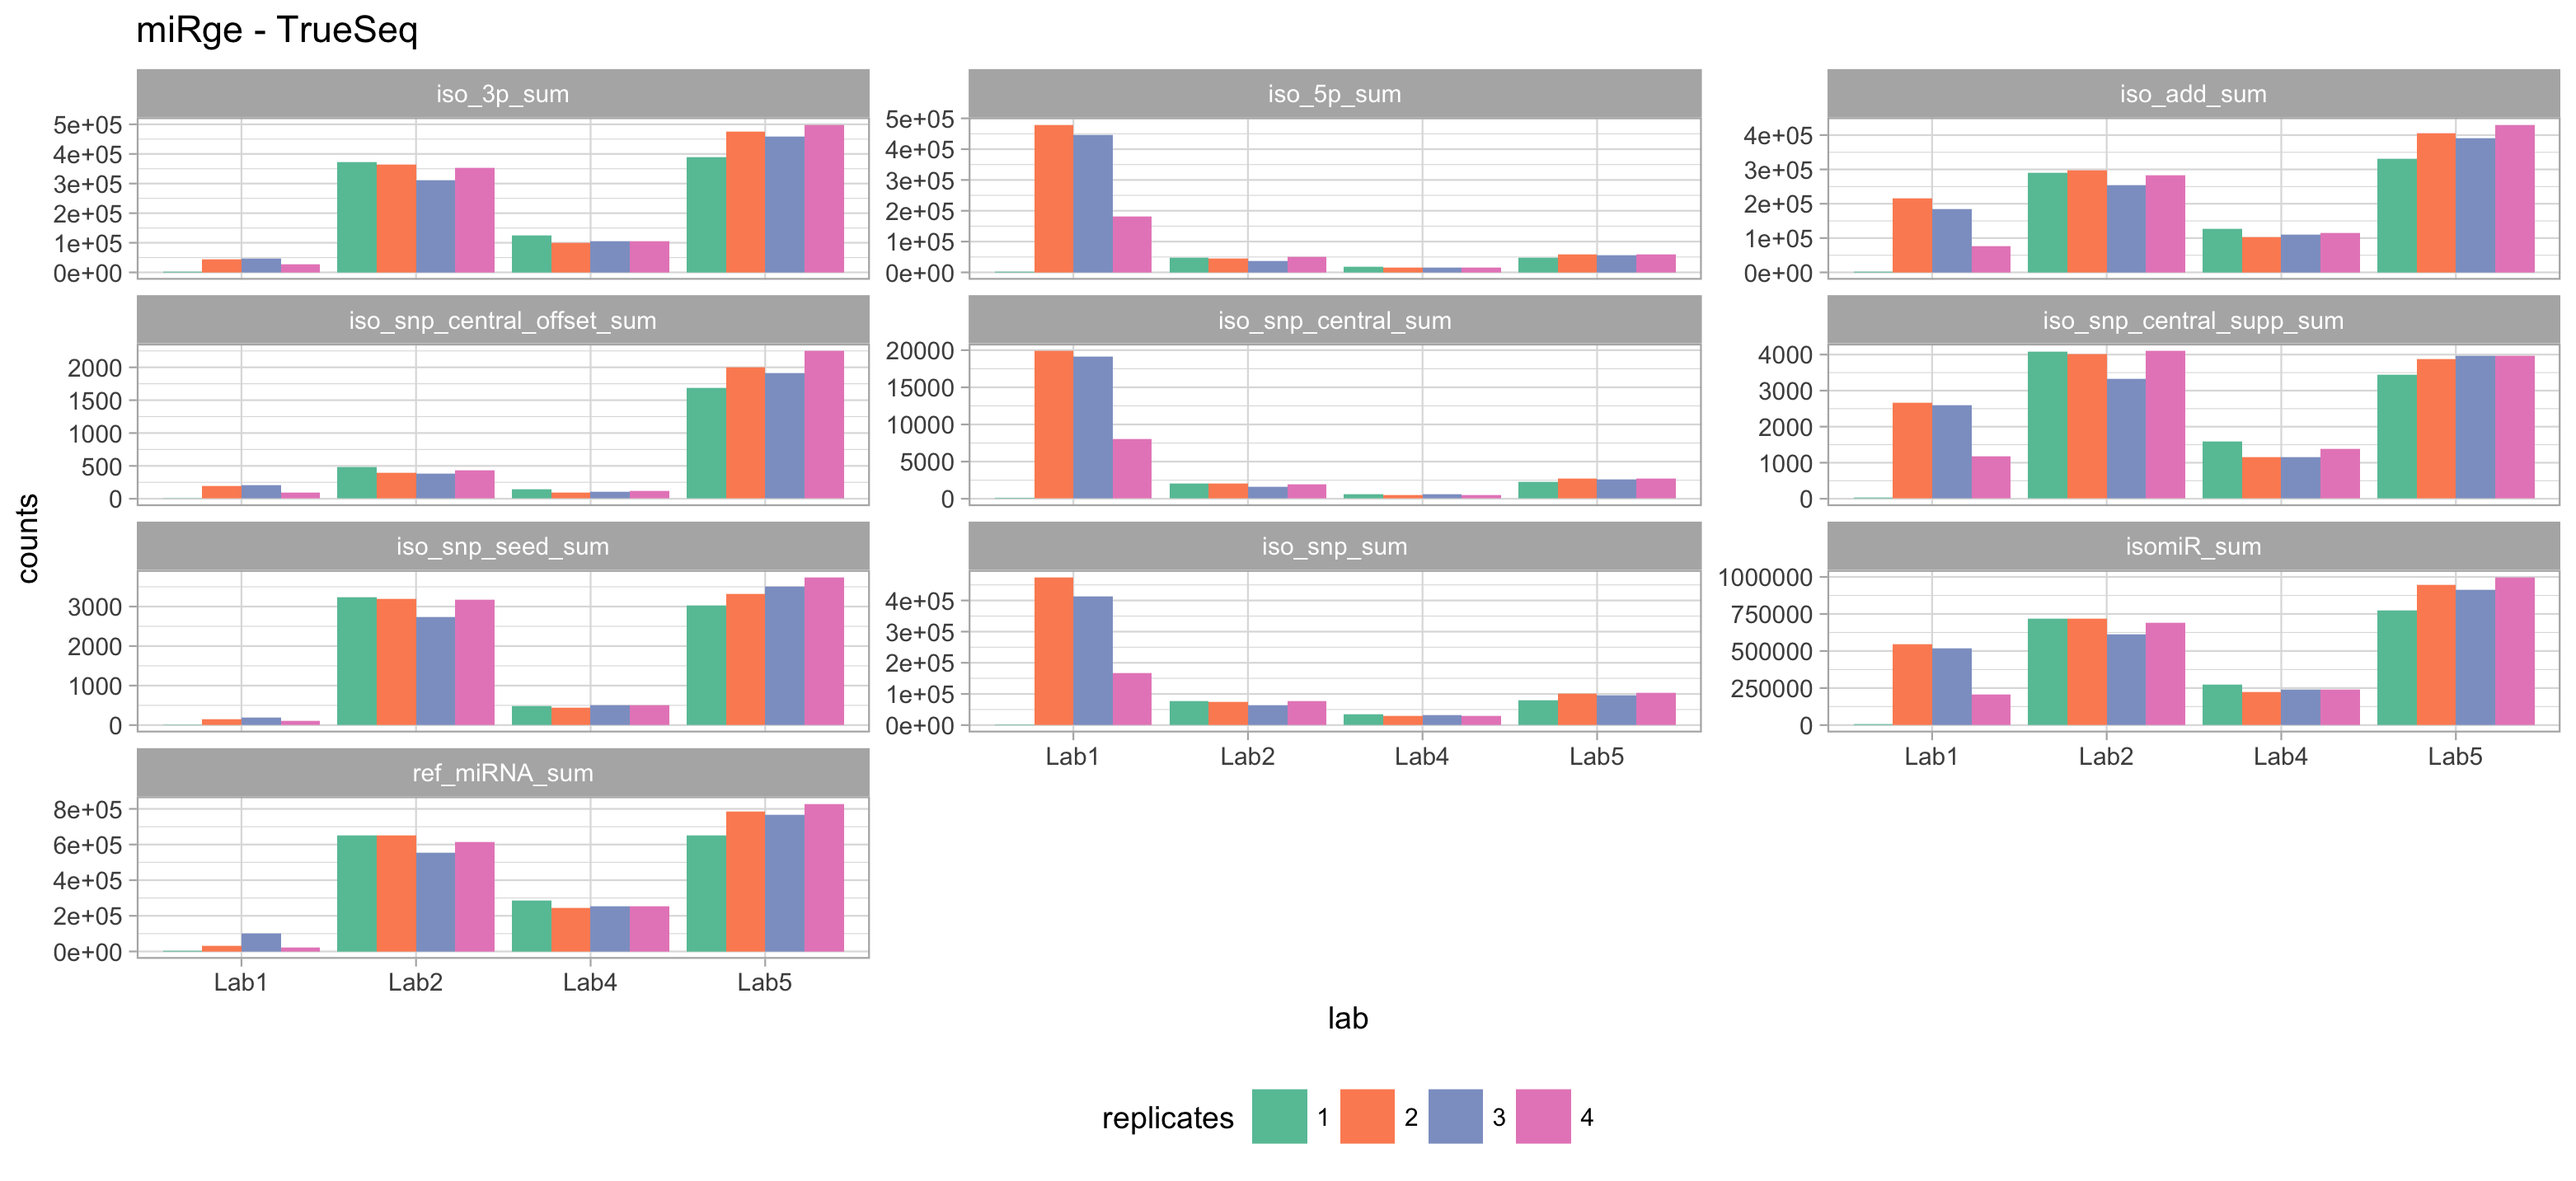 miRge - TrueSeq
iso_3p_sum
iso_5p_sum
iso_add_sum
5e+05
4e+05
3e+05
2e+05
1e+05
0e+00
5e+05
4e+05
3e+05
2e+05
1e+05
0e+00
4e+05
3e+05
2e+05
1e+05
0e+00
iso_snp_central_offset_sum
iso_snp_central_sum
iso_snp_central_supp_sum
2000
1500
1000
500
0
20000
15000
10000
5000
0
4000
3000
2000
1000
0
iso_snp_seed_sum
iso_snp_sum
isomiR_sum
3000
2000
1000
0
4e+05
3e+05
2e+05
1e+05
0e+00
1000000
750000
500000
250000
0
Lab1 Lab2 Lab4 Lab5
Lab1 Lab2 Lab4 Lab5
ref_miRNA_sum
8e+05
6e+05
4e+05
2e+05
0e+00
Lab1 Lab2 Lab4 Lab5
counts
lab
replicates 1 2 3 4